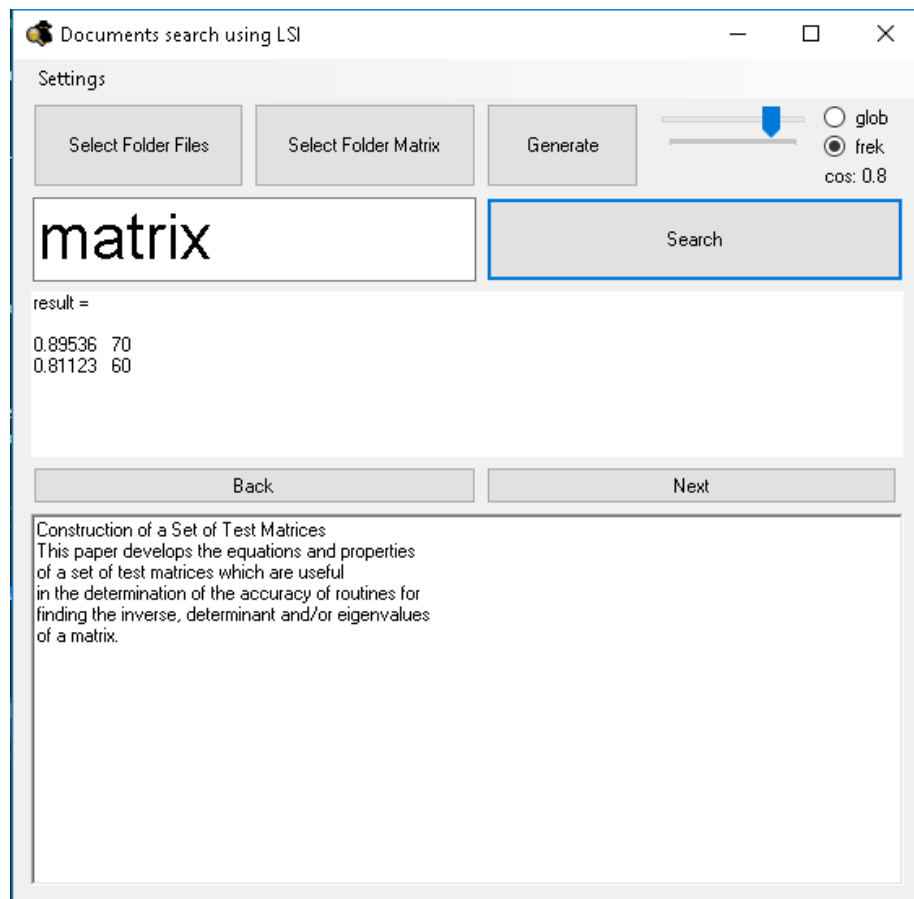 Documents search using LSI
Settings
Select Folder Files
Select Folder Matrix
Generate
glob
frek
cos: 0.8
matrix
Search
result =
0.89536 70
0.81123 60
Back
Next
Construction of a Set of Test Matrices
This paper develops the equations and properties
of a set of test matrices which are useful
in the determination of the accuracy of routines for
finding the inverse, determinant and/or eigenvalues
of a matrix.